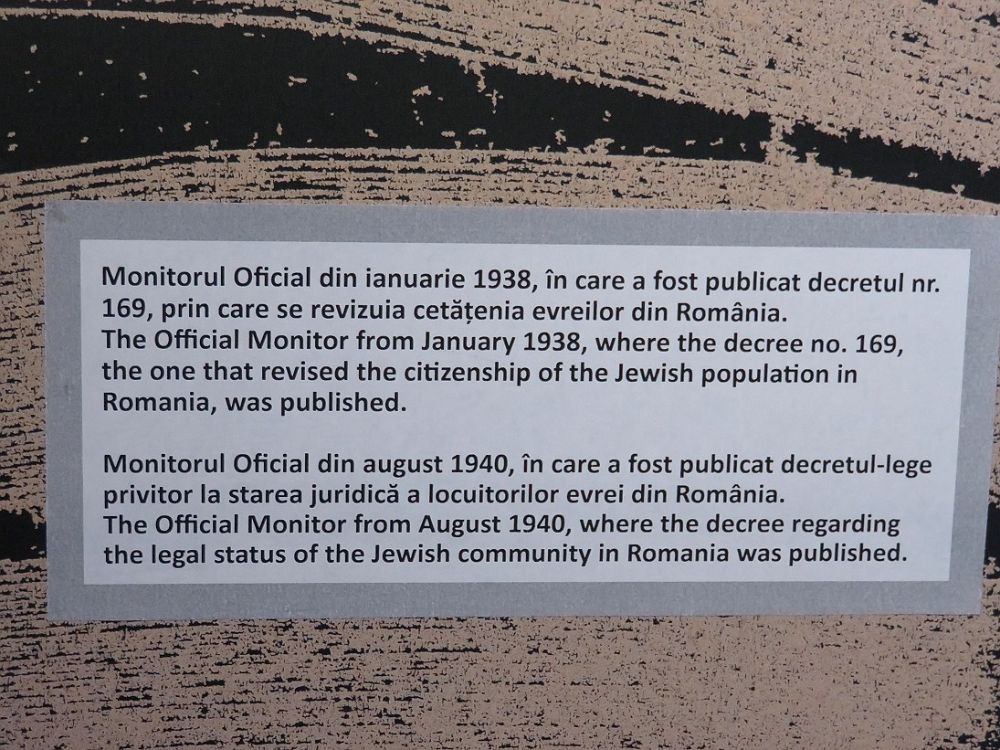 Monitorul Oficial din ianuarie 1938, în care a fost publicat decretul nr.
169, prin care se revizuia cetățenia evreilor din România.
The Official Monitor from January 1938, where the decree no. 169,
the one that revised the citizenship of the Jewish population in
Romania, was published.
Monitorul Oficial din august 1940, în care a fost publicat decretul-lege
privitor la starea juridică a locuitorilor evrei din România.
The Official Monitor from August 1940, where the decree regarding
the legal status of the Jewish community in Romania was published.